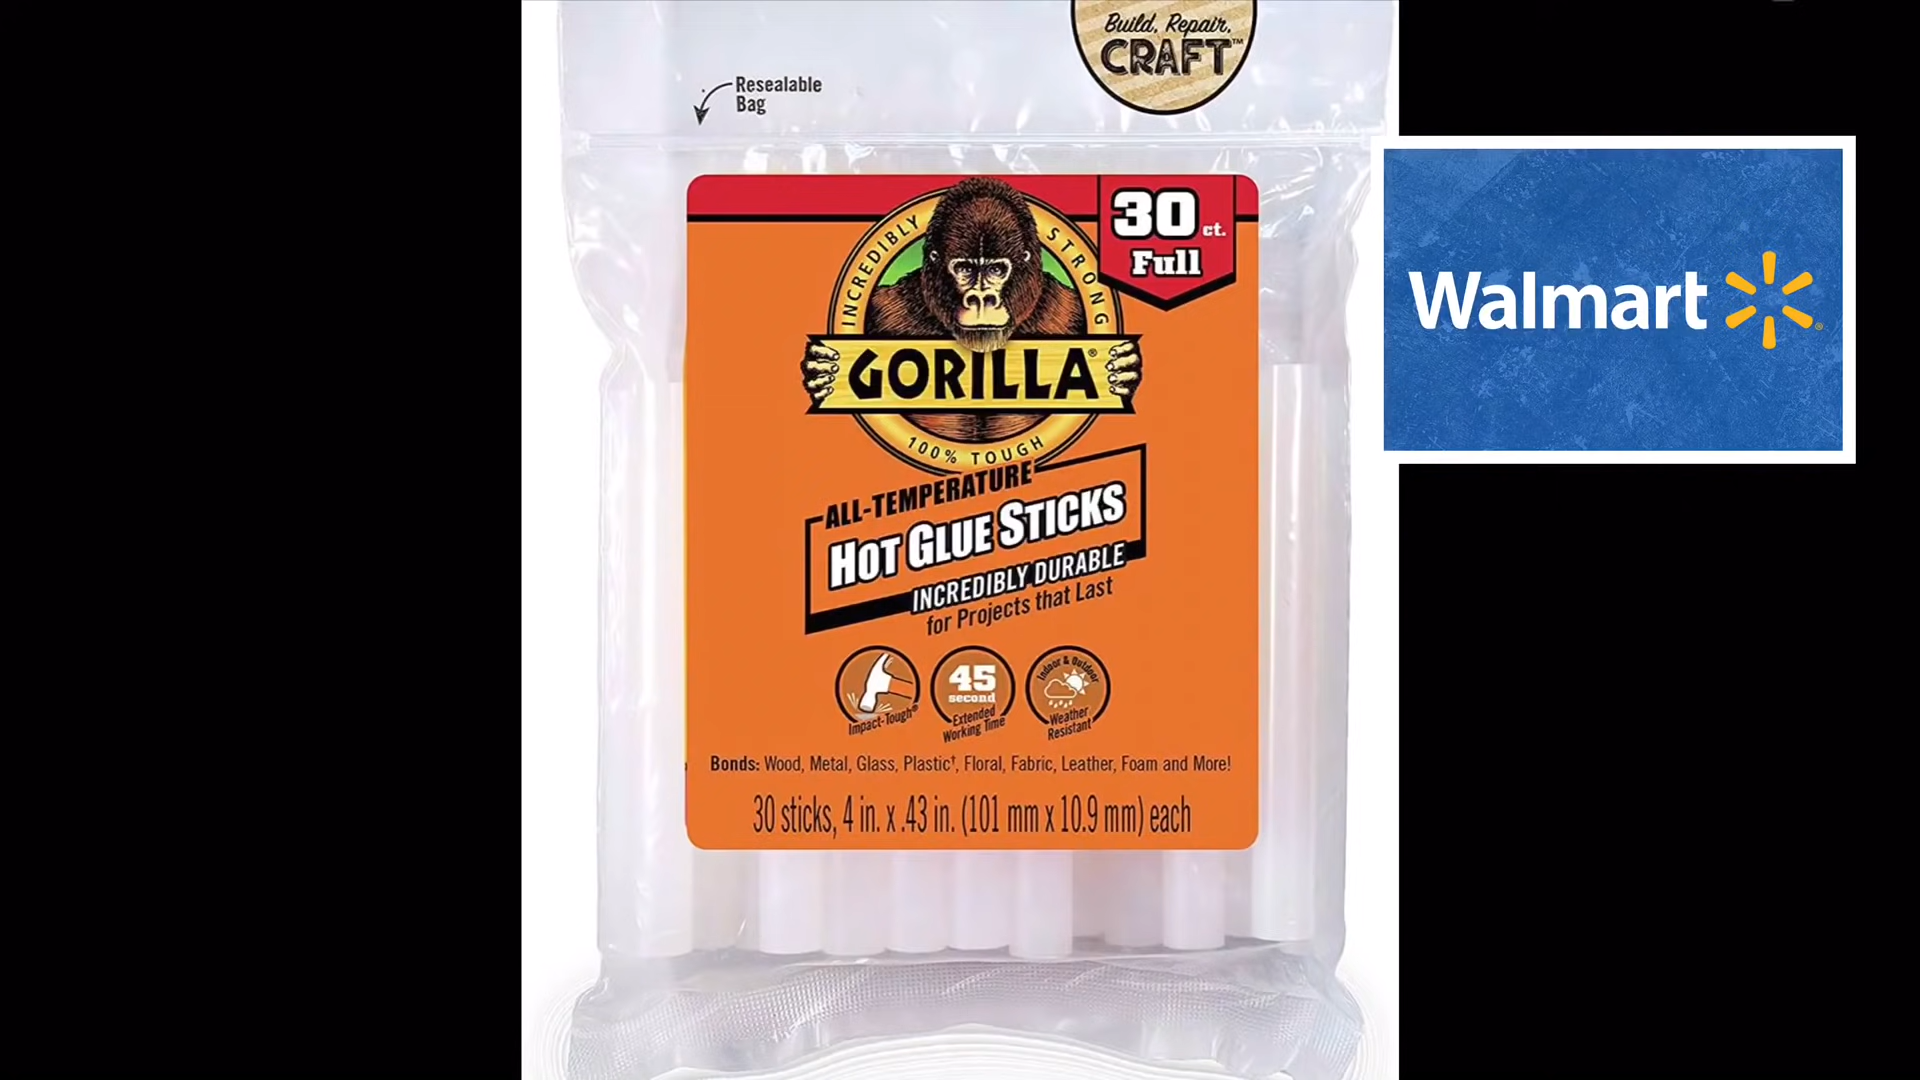 Build, Repair,
CRAFT™
Resealable
Bag
INCREDIBLY STRONG
30 ct.
Full
GORILLA®
100% TOUGH
ALL-TEMPERATURE
HOT GLUE STICKS
INCREDIBLY DURABLE
for Projects that Last
Impact-Tough®
45
second
Extended
Working Time
Indoor & Outdoor
Weather
Resistant
Bonds: Wood, Metal, Glass, Plastic†, Floral, Fabric, Leather, Foam and More!
30 sticks, 4 in. x .43 in. (101 mm x 10.9 mm) each
Walmart